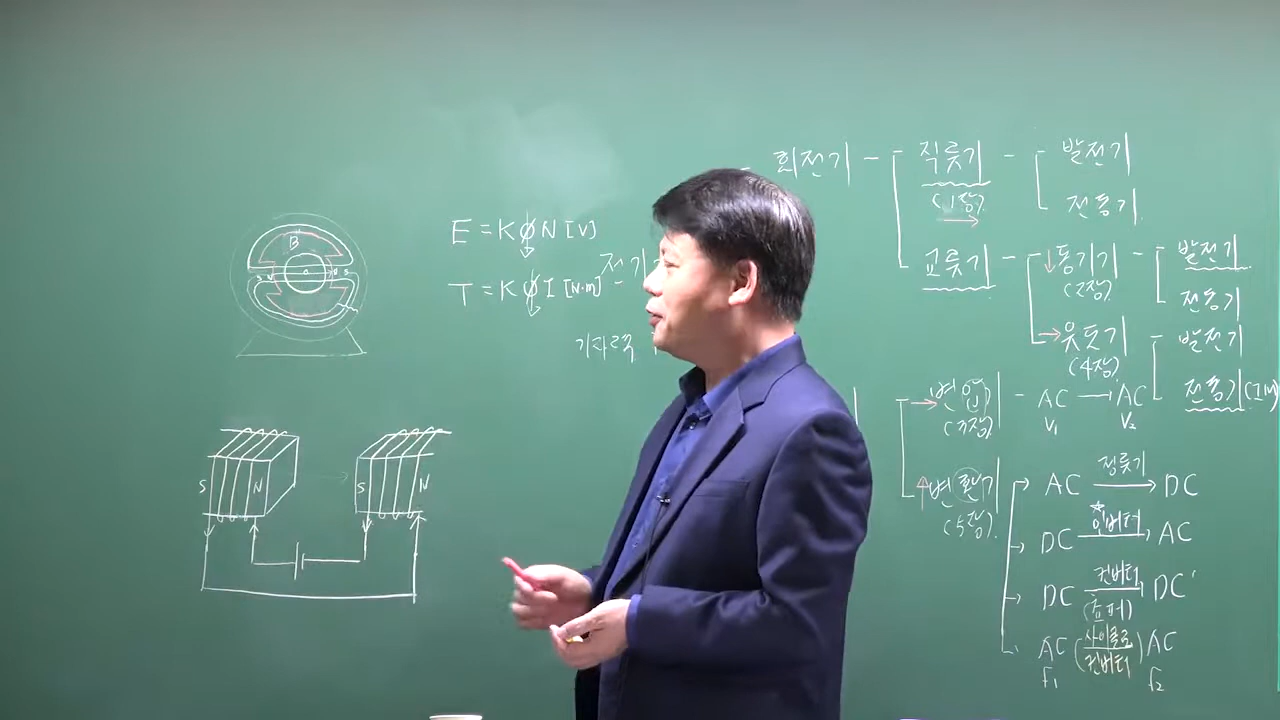 회전기 - 직류기 - 발전기
(1장) 전동기
교류기 - 동기기 - 발전기
(2장) 전동기
유도기 발전기
(4장) 전동기
변압기 - AC → AC
(3장) V₁ V₂
변환기 AC 정류기 → DC
(5장) DC 인버터 AC
DC 컨버터 DC'
(초퍼)
AC (사이클로 컨버터) AC
f₁ f₂
E = KϕN [V]
전기
T = KϕI [N·m]
B
N S
S N S N